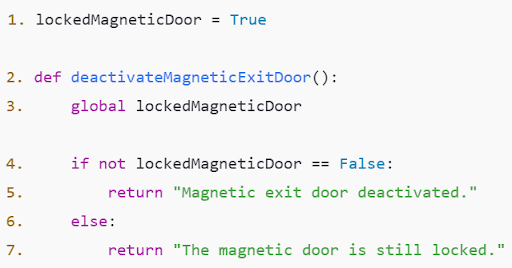 1. lockedMagneticDoor = True
2. def deactivateMagneticExitDoor():
3. global lockedMagneticDoor
4. if not lockedMagneticDoor == False:
5. return "Magnetic exit door deactivated."
6. else:
7. return "The magnetic door is still locked."